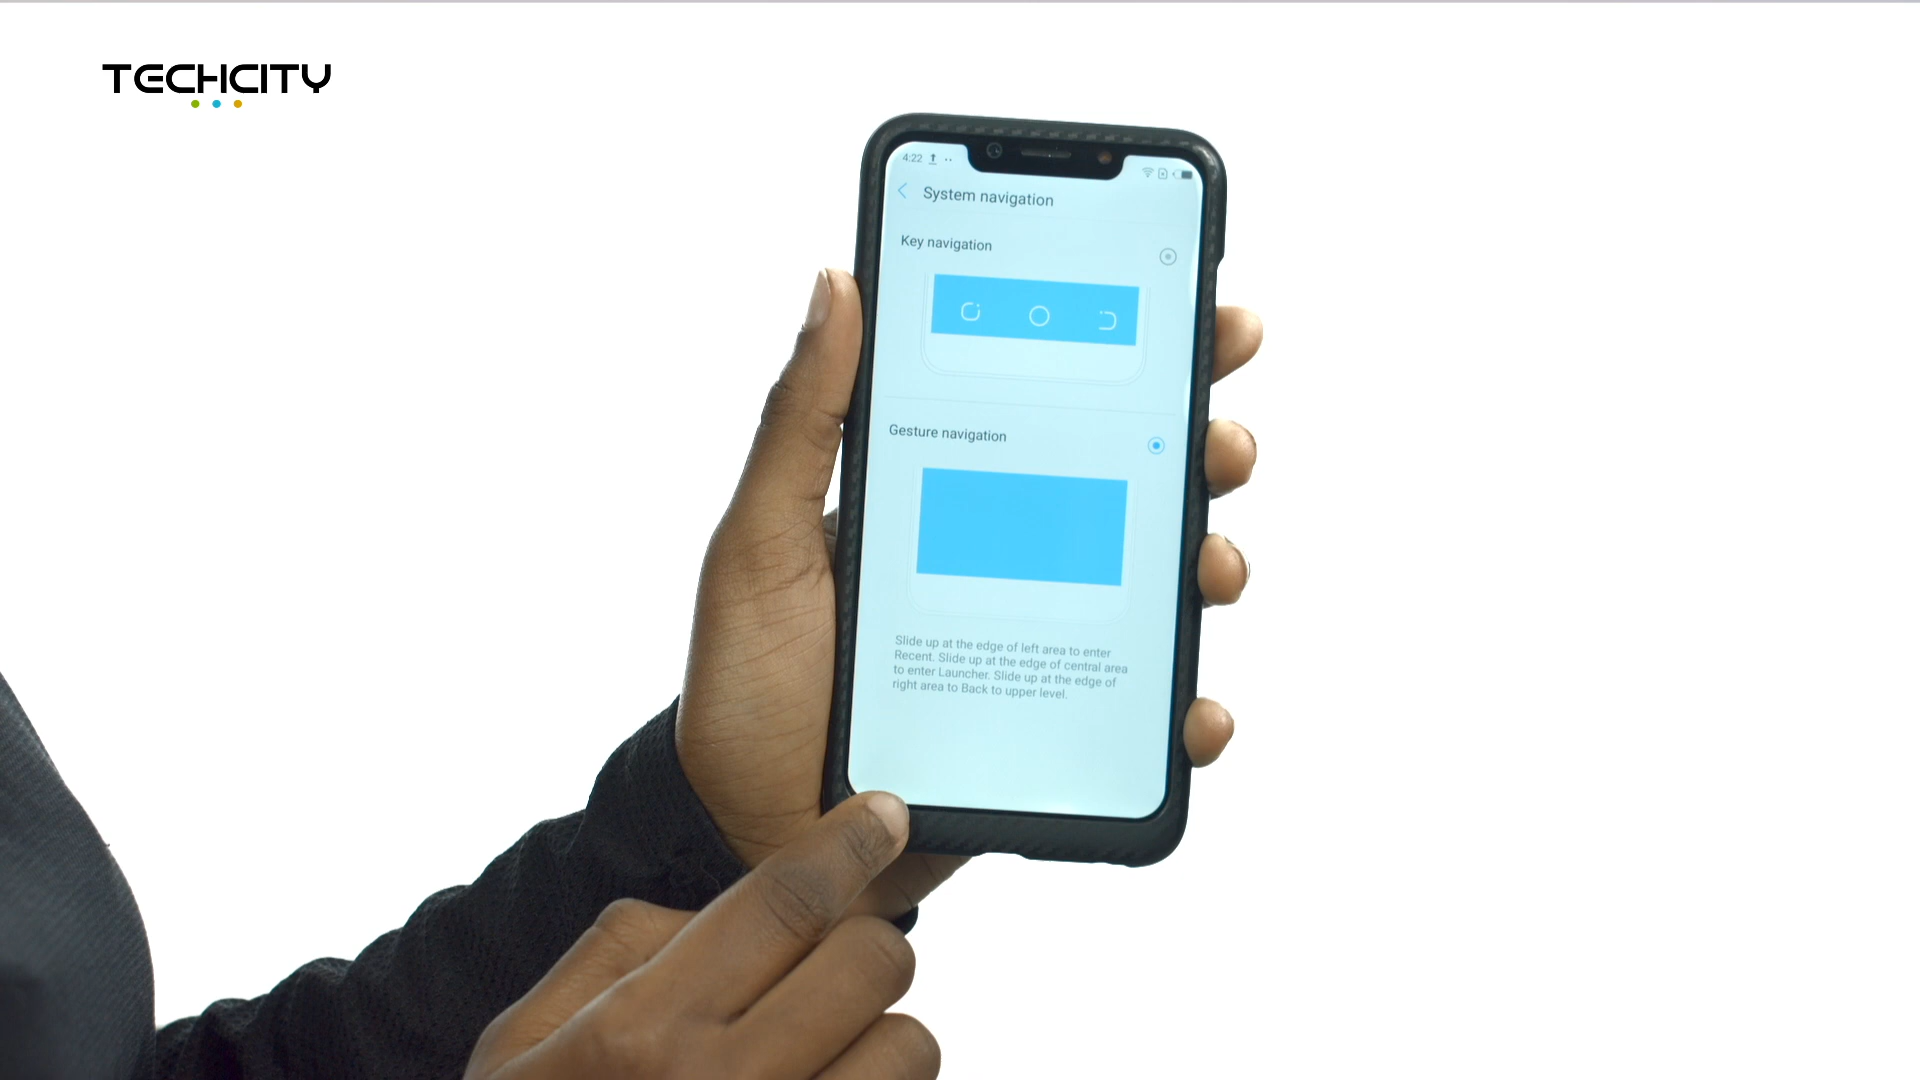 TECHCITY
4:22
System navigation
Key navigation
Gesture navigation
Slide up at the edge of left area to enter
Recent. Slide up at the edge of central area
to enter Launcher. Slide up at the edge of
right area to Back to upper level.